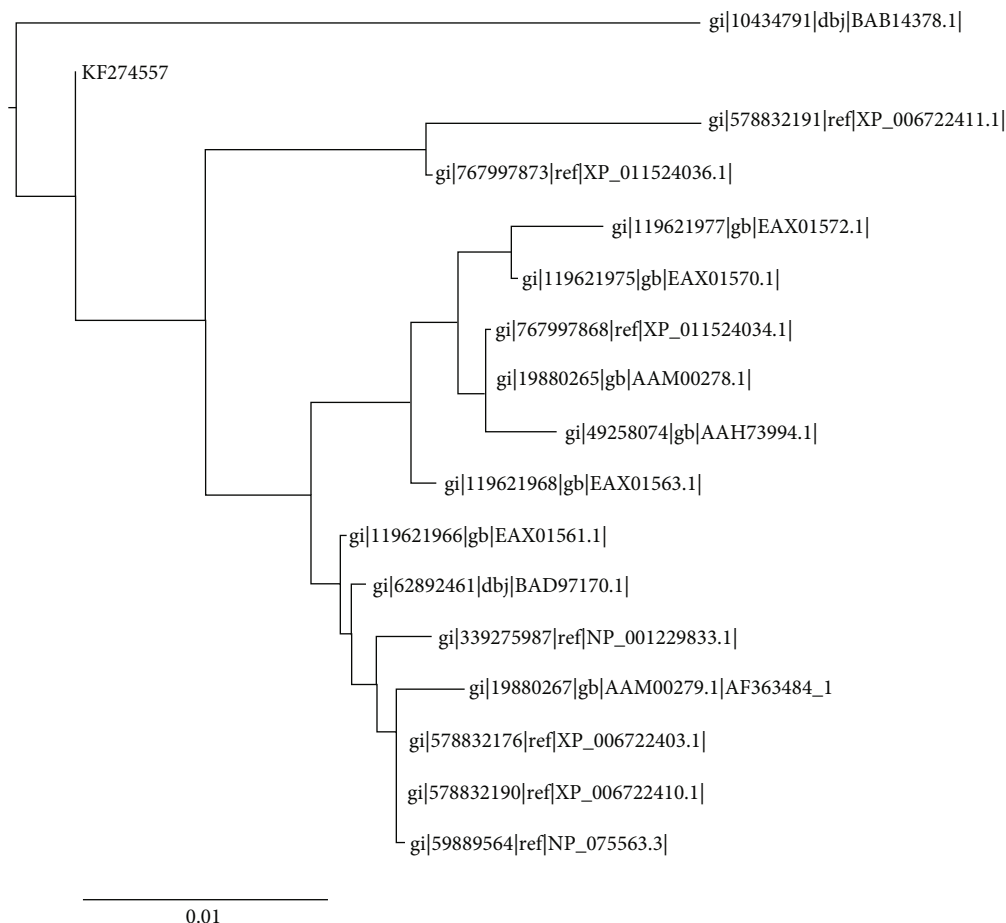 gi|10434791|dbj|BAB14378.1|
KF274557
gi|578832191|ref|XP_006722411.1|
gi|767997873|ref|XP_011524036.1|
gi|119621977|gb|EAX01572.1|
gi|119621975|gb|EAX01570.1|
gi|767997868|ref|XP_011524034.1|
gi|19880265|gb|AAM00278.1|
gi|49258074|gb|AAH73994.1|
gi|119621968|gb|EAX01563.1|
gi|119621966|gb|EAX01561.1|
gi|62892461|dbj|BAD97170.1|
gi|339275987|ref|NP_001229833.1|
gi|19880267|gb|AAM00279.1|AF363484_1
gi|578832176|ref|XP_006722403.1|
gi|578832190|ref|XP_006722410.1|
gi|59889564|ref|NP_075563.3|
0.01